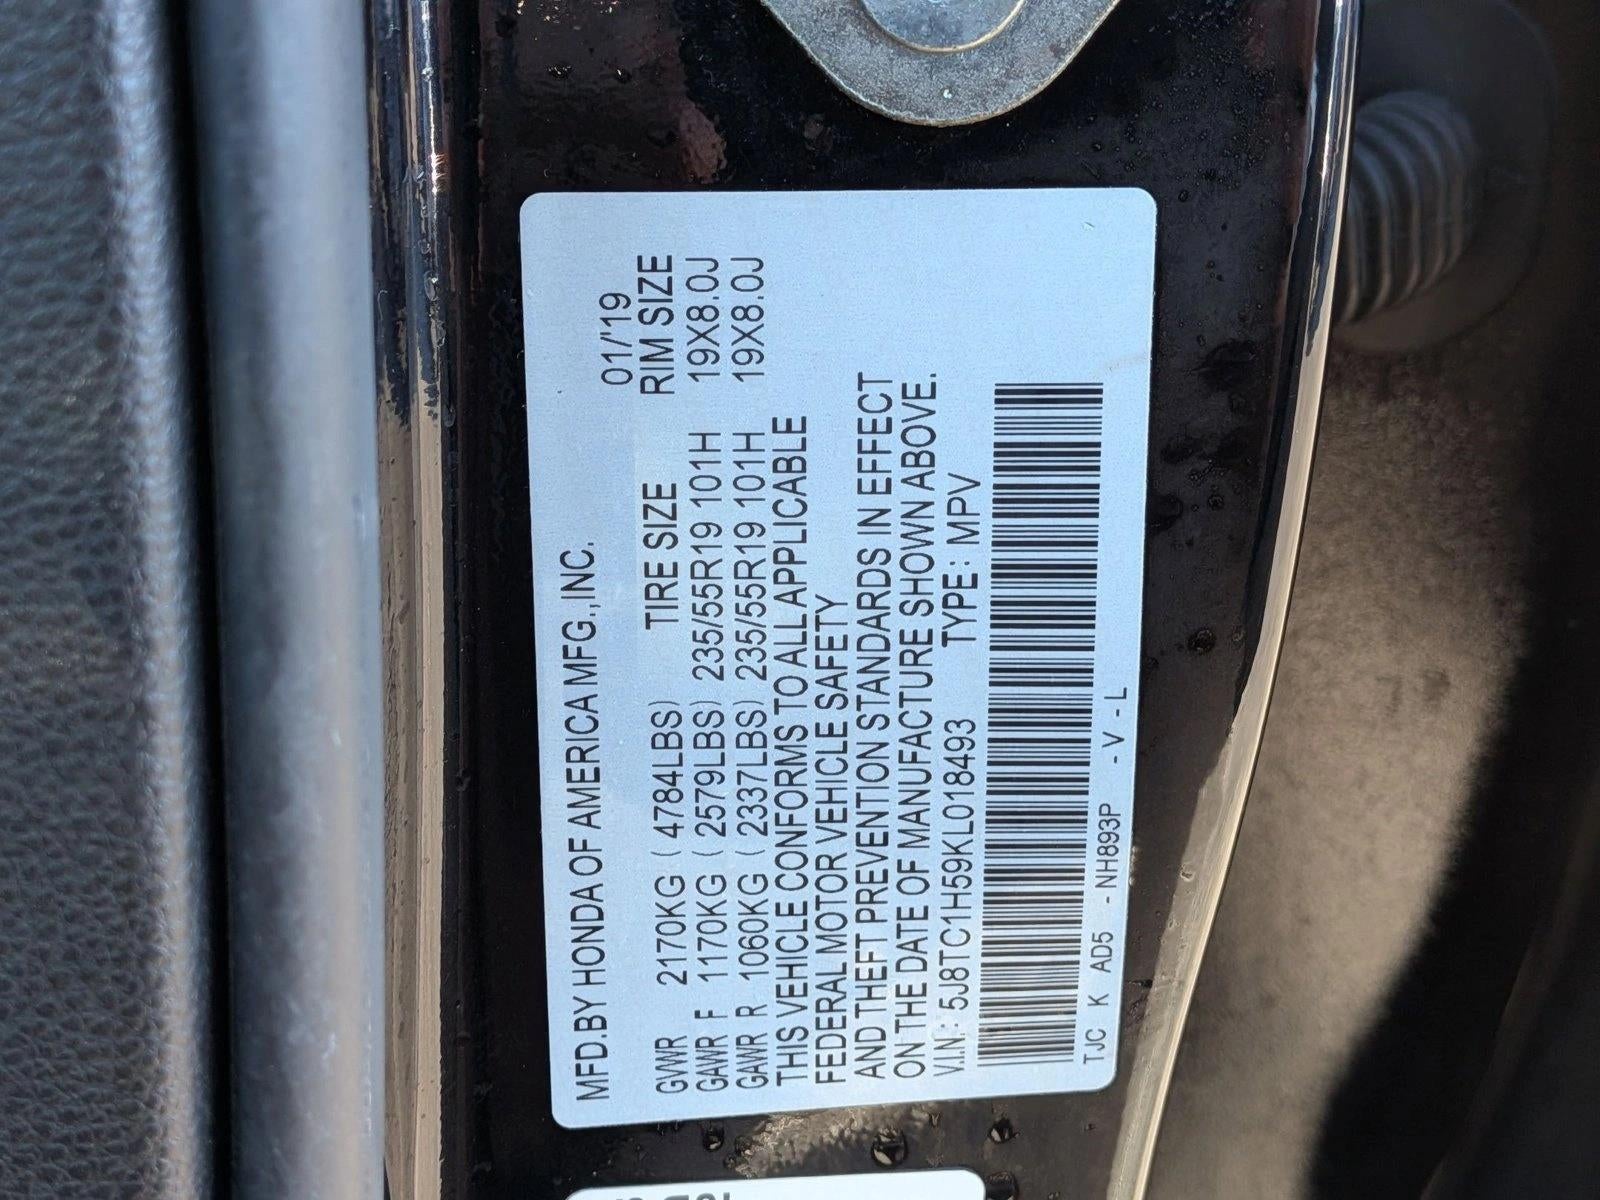 MFD.BY HONDA OF AMERICA MFG.,INC.
01/'19
GVWR 2170KG ( 4784LBS) TIRE SIZE RIM SIZE
GAWR F 1170KG ( 2579LBS) 235/55R19 101H 19X8.0J
GAWR R 1060KG ( 2337LBS) 235/55R19 101H 19X8.0J
THIS VEHICLE CONFORMS TO ALL APPLICABLE
FEDERAL MOTOR VEHICLE SAFETY
AND THEFT PREVENTION STANDARDS IN EFFECT
ON THE DATE OF MANUFACTURE SHOWN ABOVE.
V.I.N.: 5J8TC1H59KL018493 TYPE: MPV
TJC K AD5 -NH893P -V-L